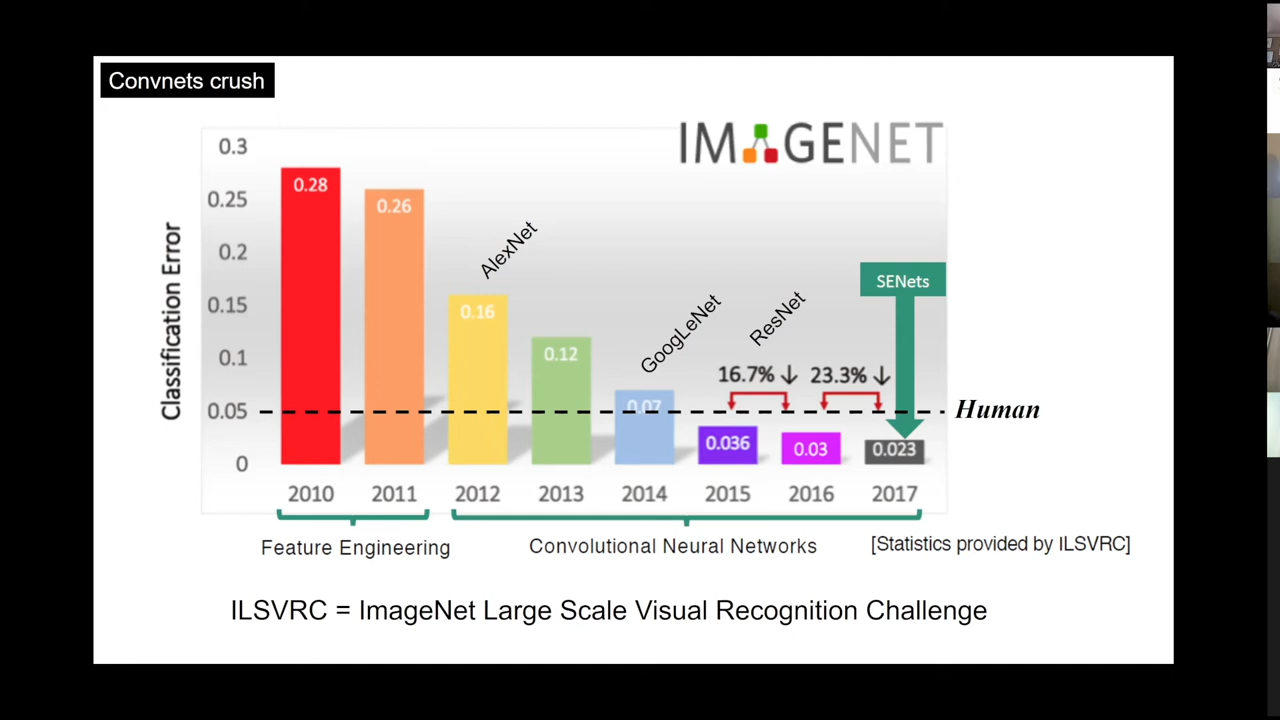 Convnets crush
IMAGENET
Classification Error
0.3
0.25
0.2
0.15
0.1
0.05
0
0.28
0.26
0.16
0.12
0.07
0.036
0.03
0.023
AlexNet
GoogLeNet
ResNet
SENets
16.7% ↓
23.3% ↓
Human
2010 2011 2012 2013 2014 2015 2016 2017
Feature Engineering
Convolutional Neural Networks
[Statistics provided by ILSVRC]
ILSVRC = ImageNet Large Scale Visual Recognition Challenge